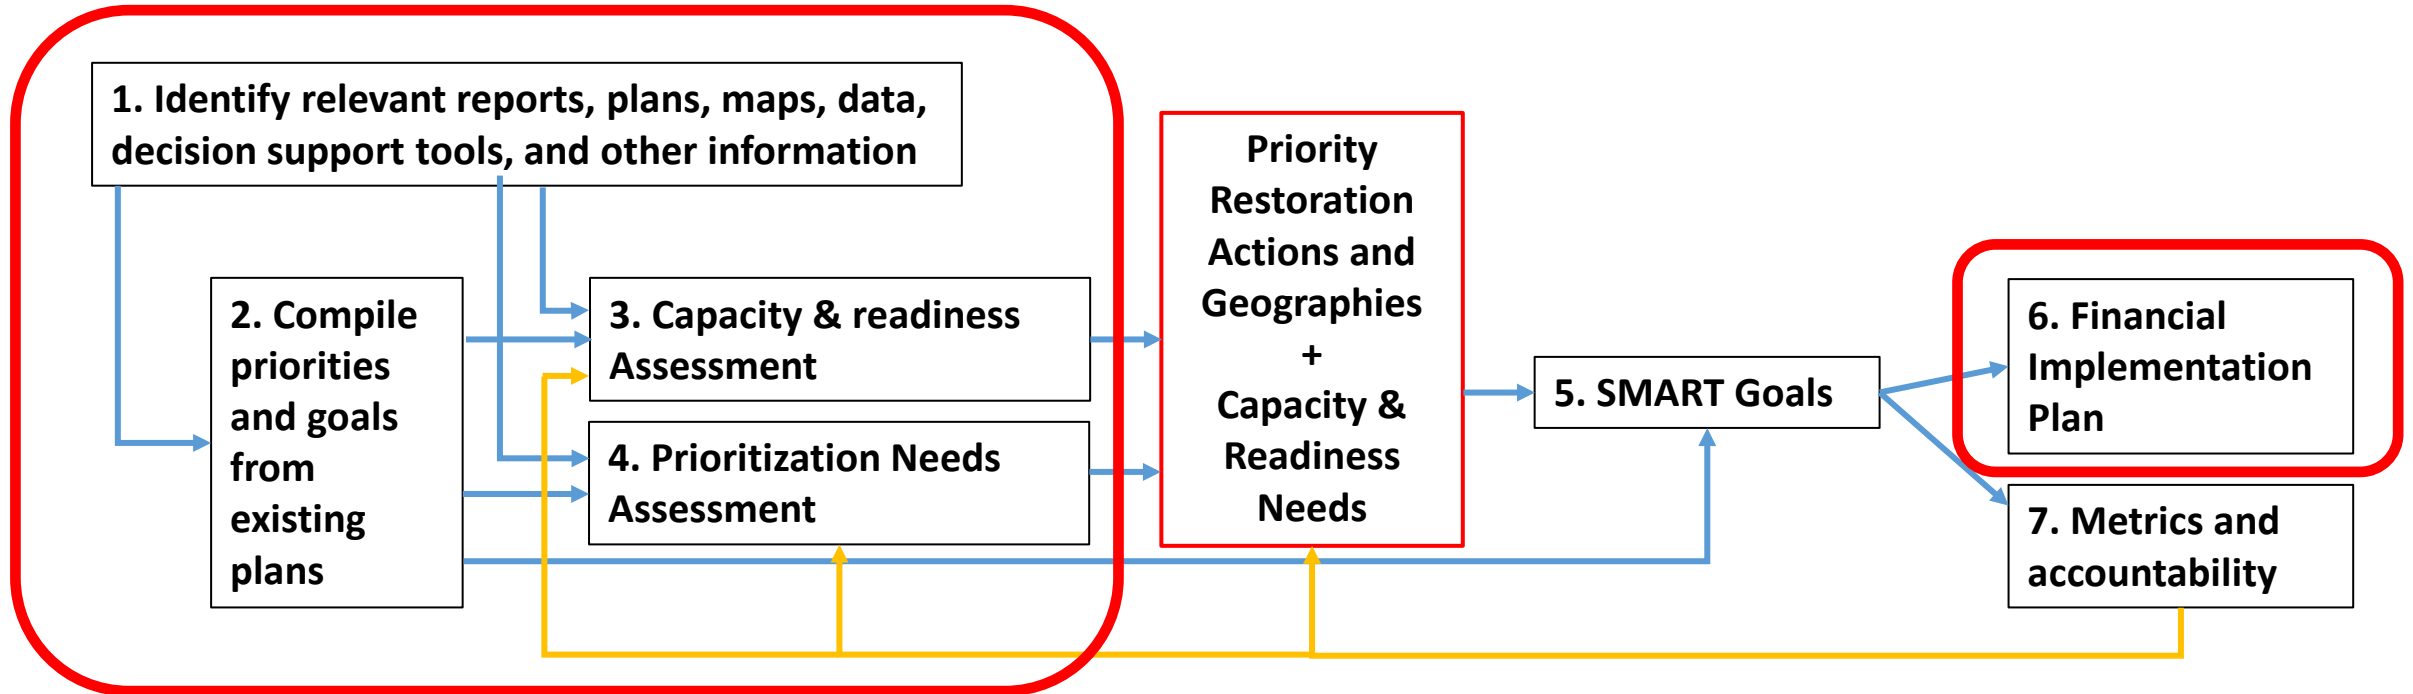 1. Identify relevant reports, plans, maps, data,
decision support tools, and other information
2. Compile
priorities
and goals
from
existing
plans
3. Capacity & readiness
Assessment
4. Prioritization Needs
Assessment
Priority
Restoration
Actions and
Geographies
+
Capacity &
Readiness
Needs
5. SMART Goals
6. Financial
Implementation
Plan
7. Metrics and
accountability